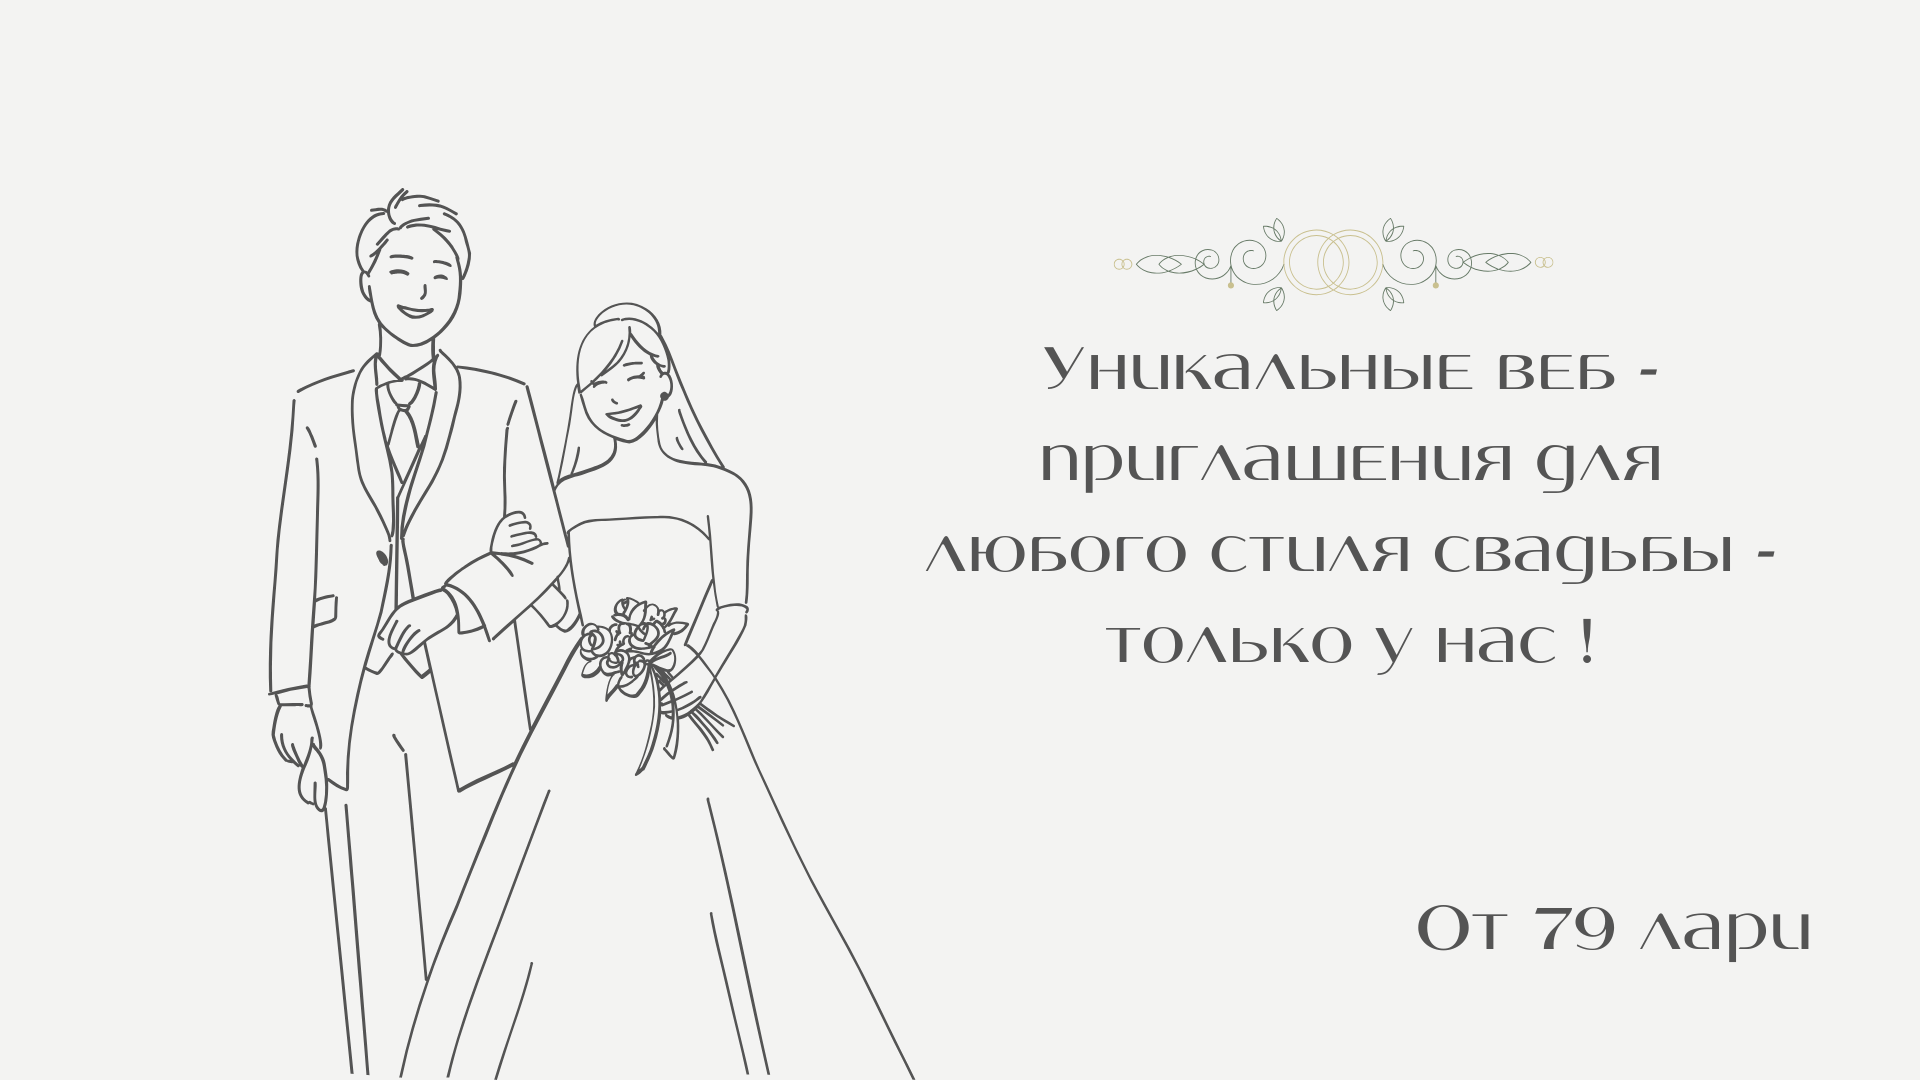 Уникальные веб -
приглашения для
любого стиля свадьбы -
только у нас !
От 79 лари